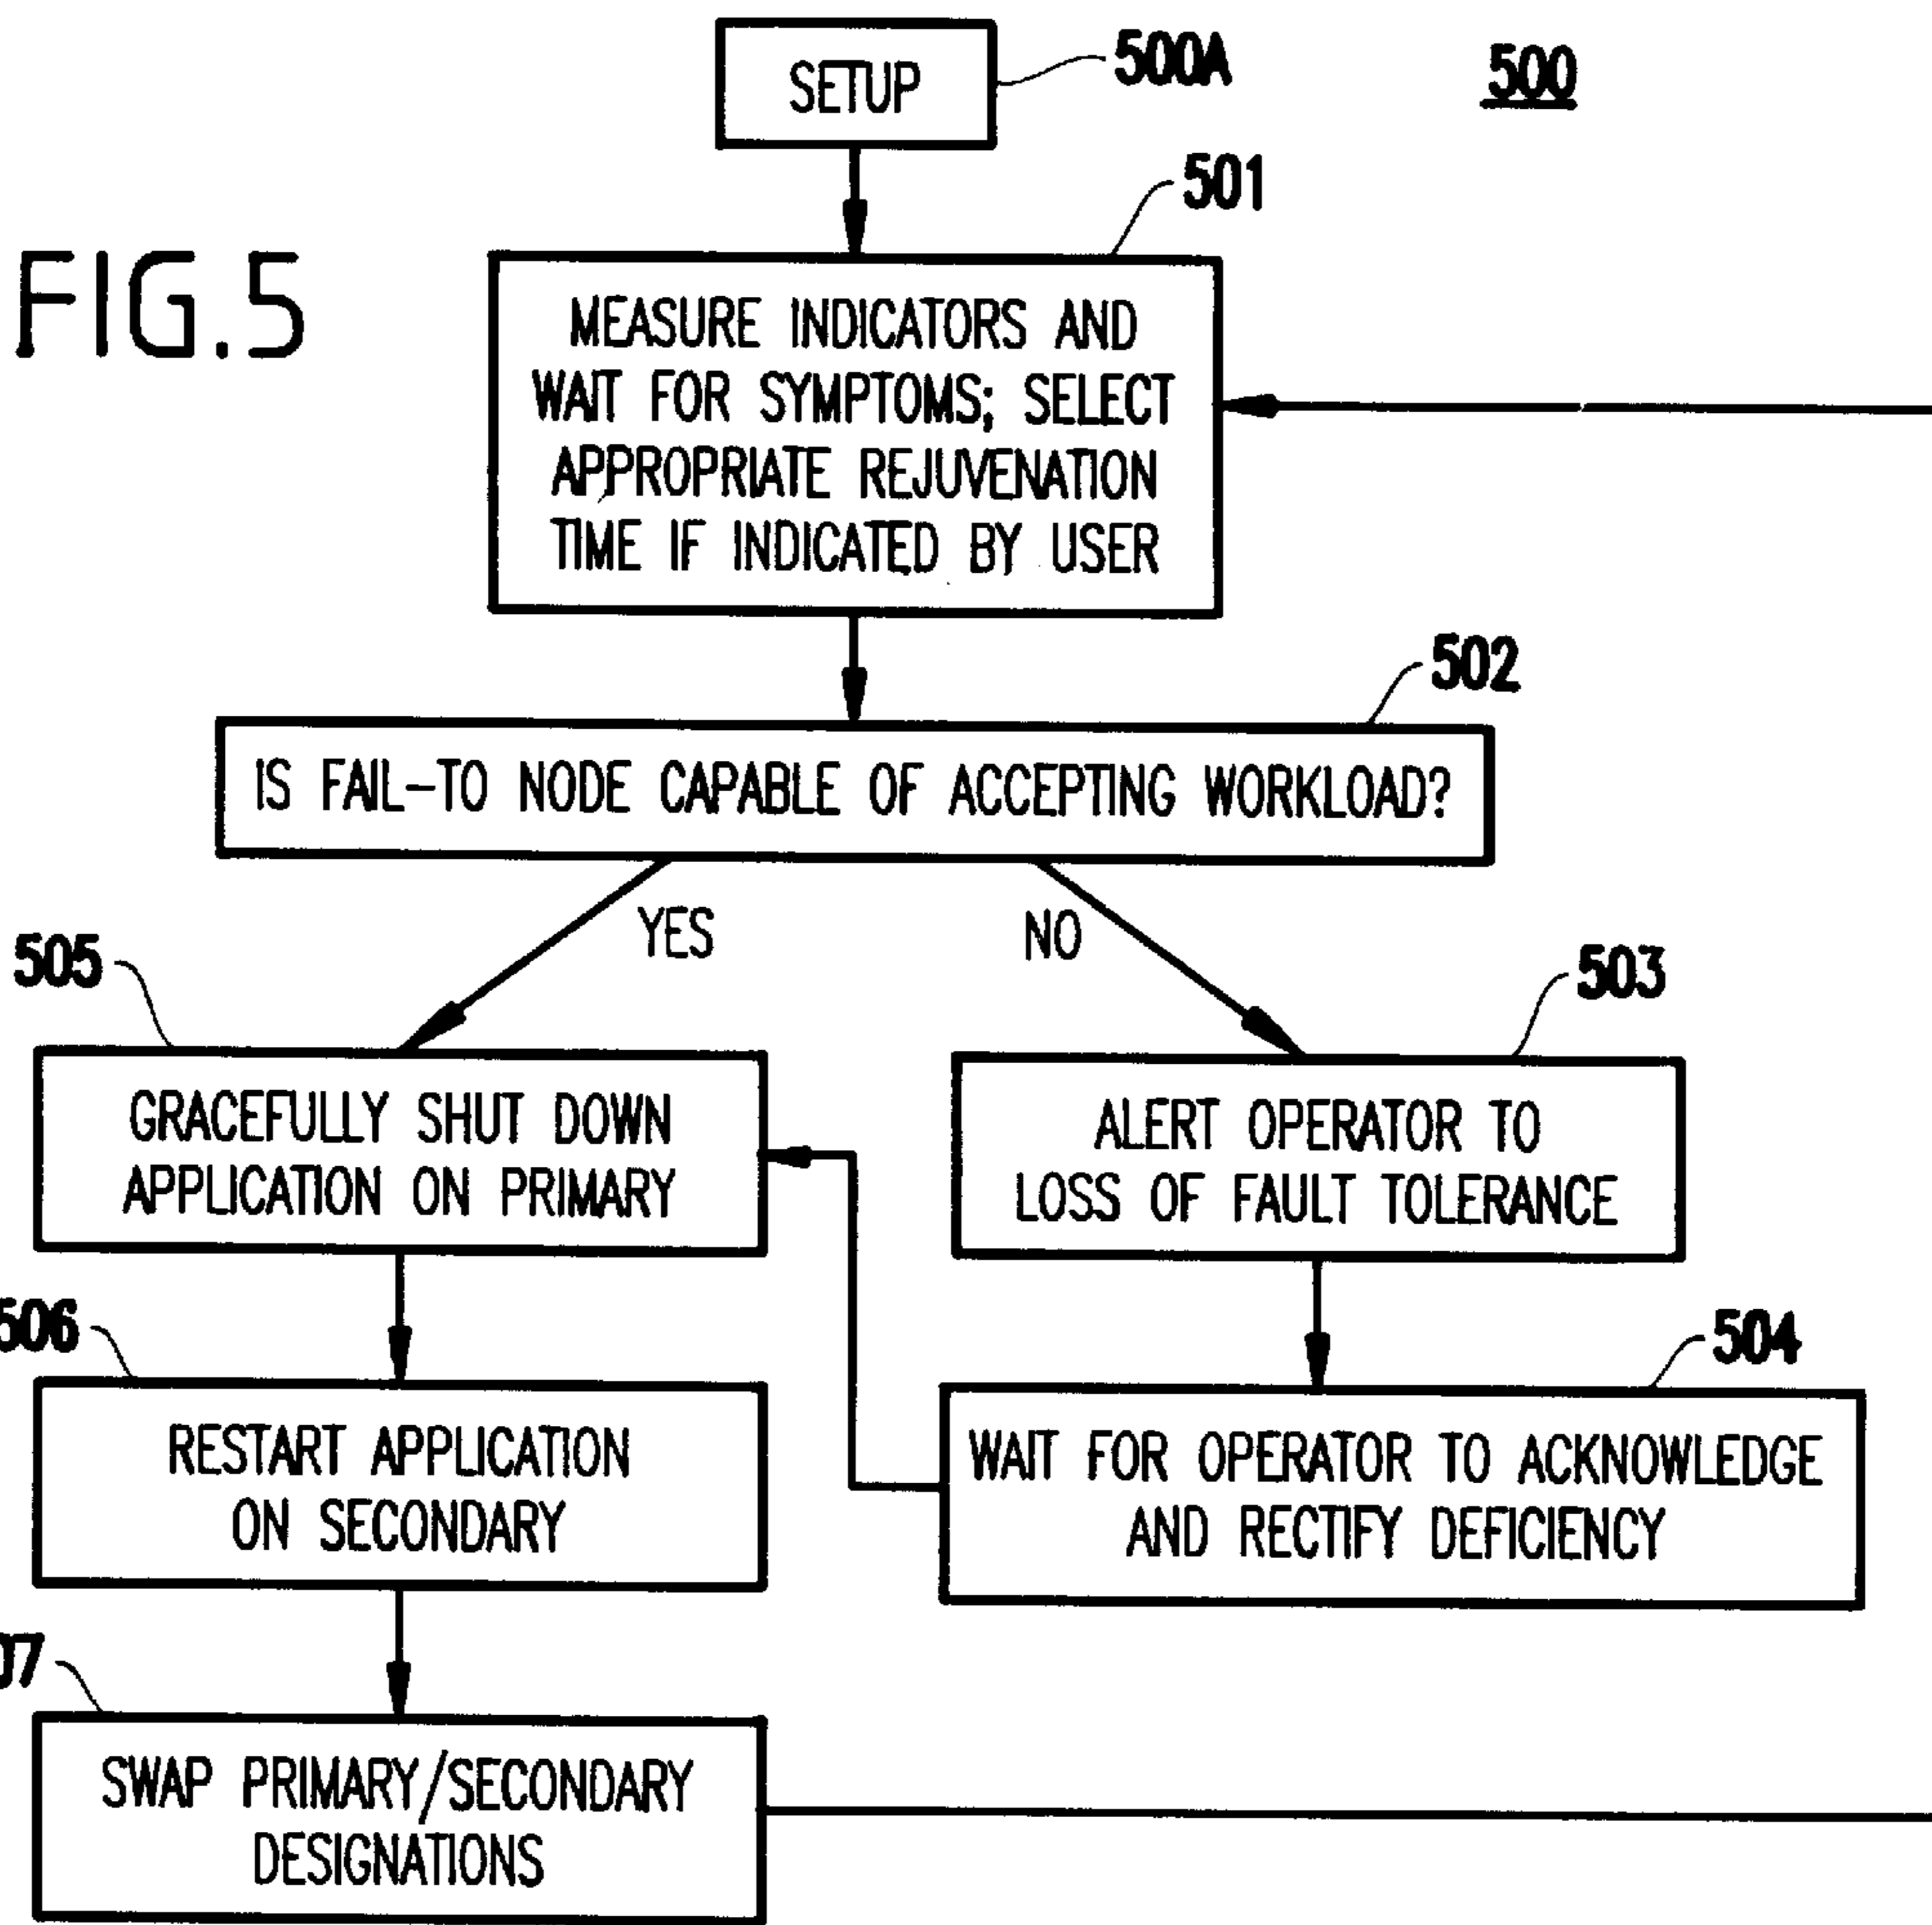 SETUP
500A
500
501
FIG.5
MEASURE INDICATORS AND
WAIT FOR SYMPTOMS; SELECT
APPROPRIATE REJUVENATION
TIME IF INDICATED BY USER
502
IS FAIL-TO NODE CAPABLE OF ACCEPTING WORKLOAD?
YES
NO
505
503
GRACEFULLY SHUT DOWN
APPLICATION ON PRIMARY
ALERT OPERATOR TO
LOSS OF FAULT TOLERANCE
506
504
RESTART APPLICATION
ON SECONDARY
WAIT FOR OPERATOR TO ACKNOWLEDGE
AND RECTIFY DEFICIENCY
07
SWAP PRIMARY/SECONDARY
DESIGNATIONS